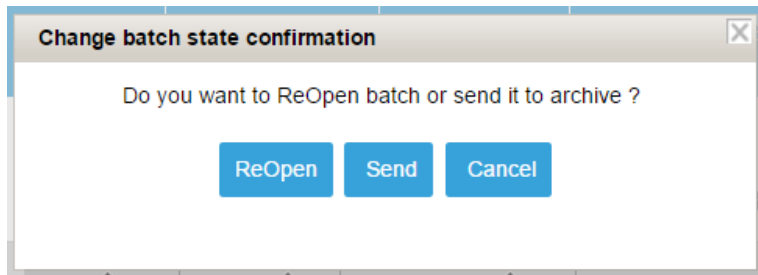 Change batch state confirmation
Do you want to ReOpen batch or send it to archive ?
ReOpen Send Cancel